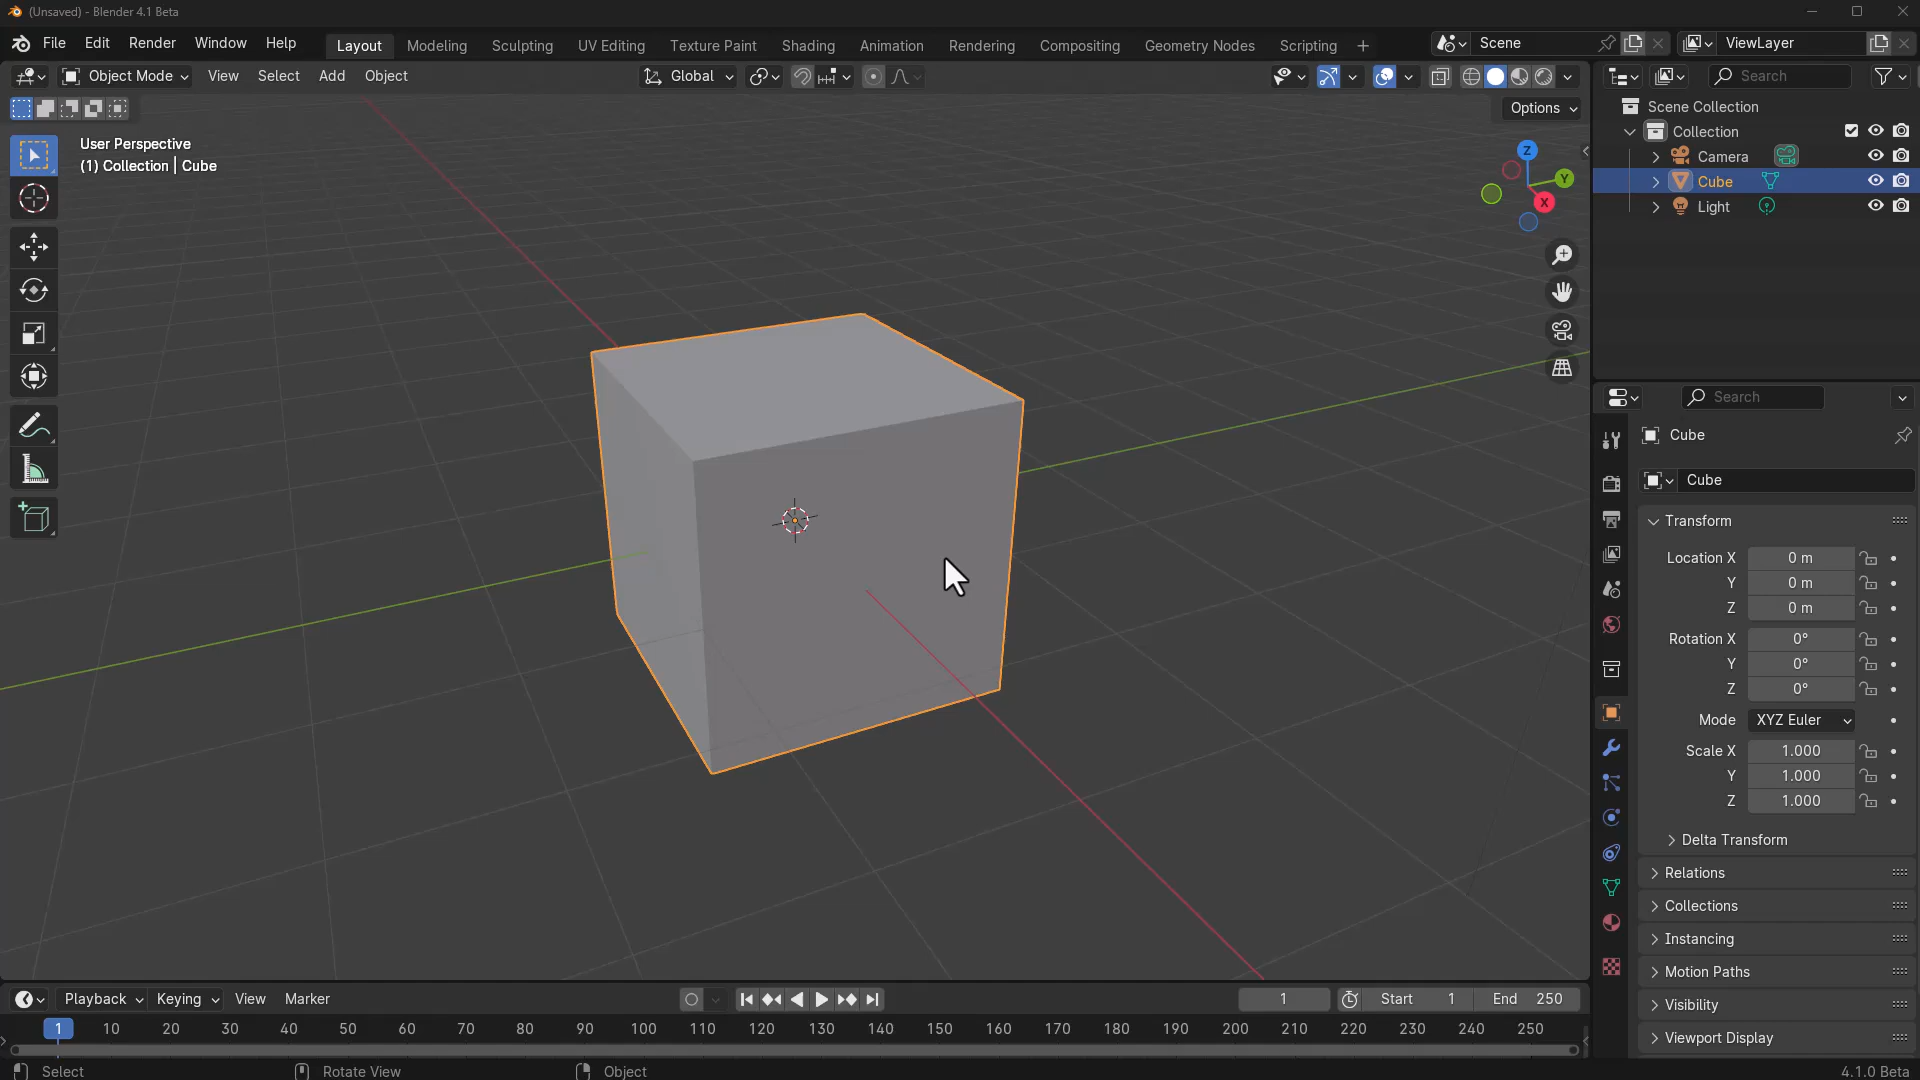 (Unsaved) - Blender 4.1 Beta
File Edit Render Window Help Layout Modeling Sculpting UV Editing Texture Paint Shading Animation Rendering Compositing Geometry Nodes Scripting + Scene ViewLayer
Object Mode View Select Add Object Global
Options
User Perspective
(1) Collection | Cube
Z
Y
X
Search
Scene Collection
Collection
Camera
Cube
Light
Search
Cube
Cube
Transform
Location X 0 m
Y 0 m
Z 0 m
Rotation X 0°
Y 0°
Z 0°
Mode XYZ Euler
Scale X 1.000
Y 1.000
Z 1.000
Delta Transform
Relations
Collections
Instancing
Motion Paths
Visibility
Viewport Display
Playback Keying View Marker 1 Start 1 End 250
1 10 20 30 40 50 60 70 80 90 100 110 120 130 140 150 160 170 180 190 200 210 220 230 240 250
Select Rotate View Object 4.1.0 Beta